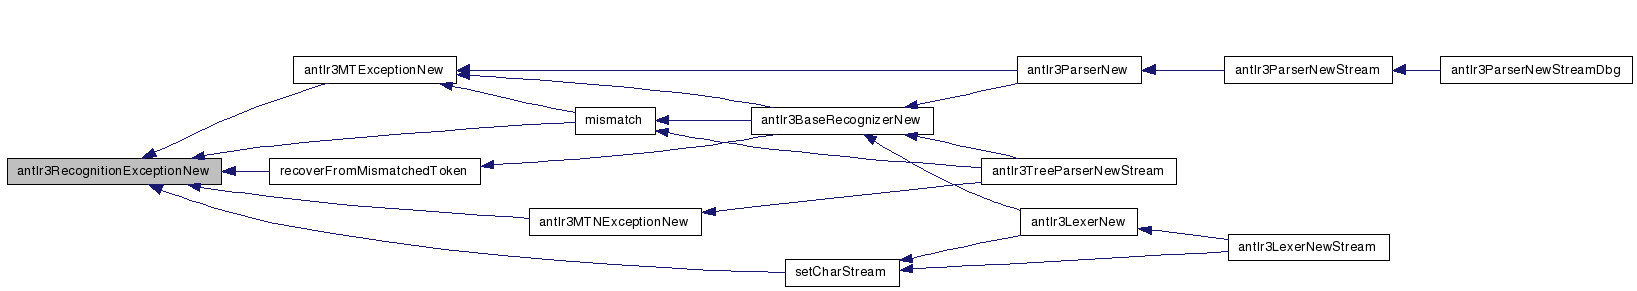 antlr3MTExceptionNew
antlr3ParserNew
antlr3ParserNewStream
antlr3ParserNewStreamDbg
mismatch
antlr3BaseRecognizerNew
antlr3RecognitionExceptionNew
recoverFromMismatchedToken
antlr3TreeParserNewStream
antlr3MTNExceptionNew
antlr3LexerNew
antlr3LexerNewStream
setCharStream